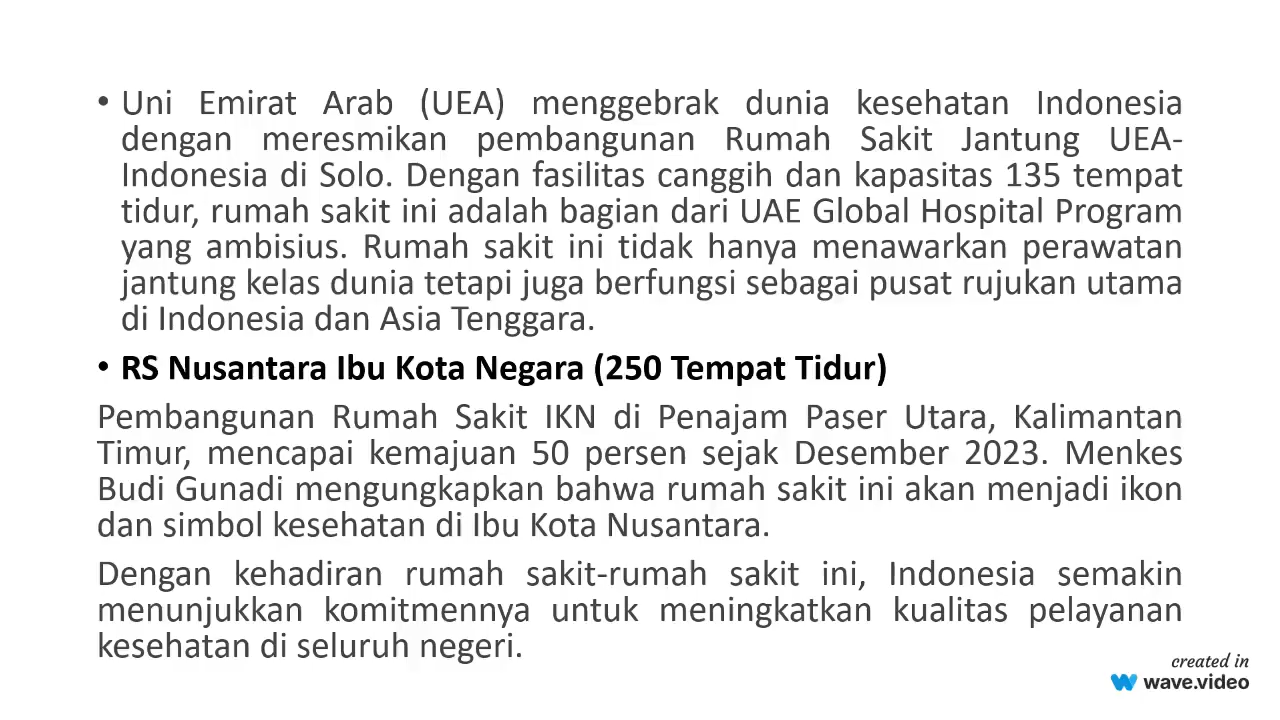 • Uni Emirat Arab (UEA) menggebrak dunia kesehatan Indonesia
dengan meresmikan pembangunan Rumah Sakit Jantung UEA-
Indonesia di Solo. Dengan fasilitas canggih dan kapasitas 135 tempat
tidur, rumah sakit ini adalah bagian dari UAE Global Hospital Program
yang ambisius. Rumah sakit ini tidak hanya menawarkan perawatan
jantung kelas dunia tetapi juga berfungsi sebagai pusat rujukan utama
di Indonesia dan Asia Tenggara.
• RS Nusantara Ibu Kota Negara (250 Tempat Tidur)
Pembangunan Rumah Sakit IKN di Penajam Paser Utara, Kalimantan
Timur, mencapai kemajuan 50 persen sejak Desember 2023. Menkes
Budi Gunadi mengungkapkan bahwa rumah sakit ini akan menjadi ikon
dan simbol kesehatan di Ibu Kota Nusantara.
Dengan kehadiran rumah sakit-rumah sakit ini, Indonesia semakin
menunjukkan komitmennya untuk meningkatkan kualitas pelayanan
kesehatan di seluruh negeri.
created in
wave.video